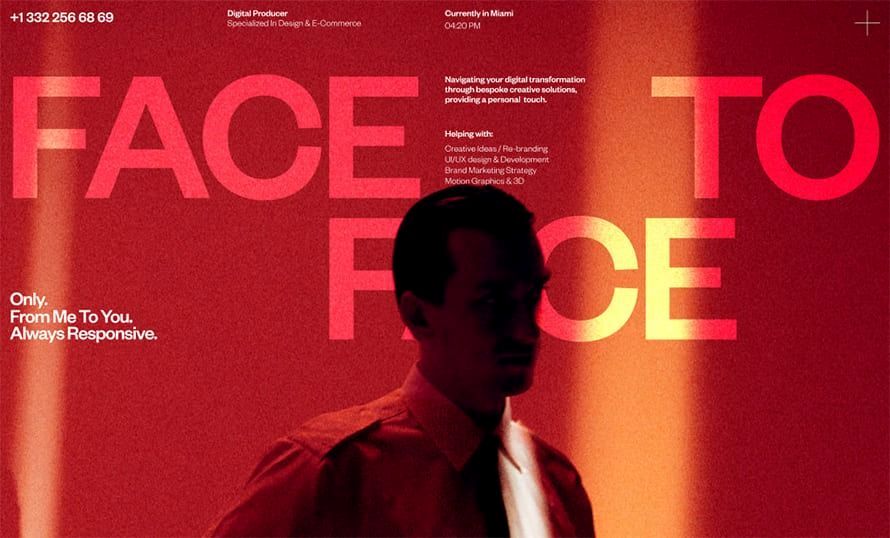 +1 332 256 68 69
Digital Producer
Specialized In Design & E-Commerce
Currently in Miami
04:20 PM
FACE TO
FACE
Navigating your digital transformation
through bespoke creative solutions,
providing a personal touch.
Helping with:
Creative Ideas / Re-branding
UI/UX design & Development
Brand Marketing Strategy
Motion Graphics & 3D
Only.
From Me To You.
Always Responsive.